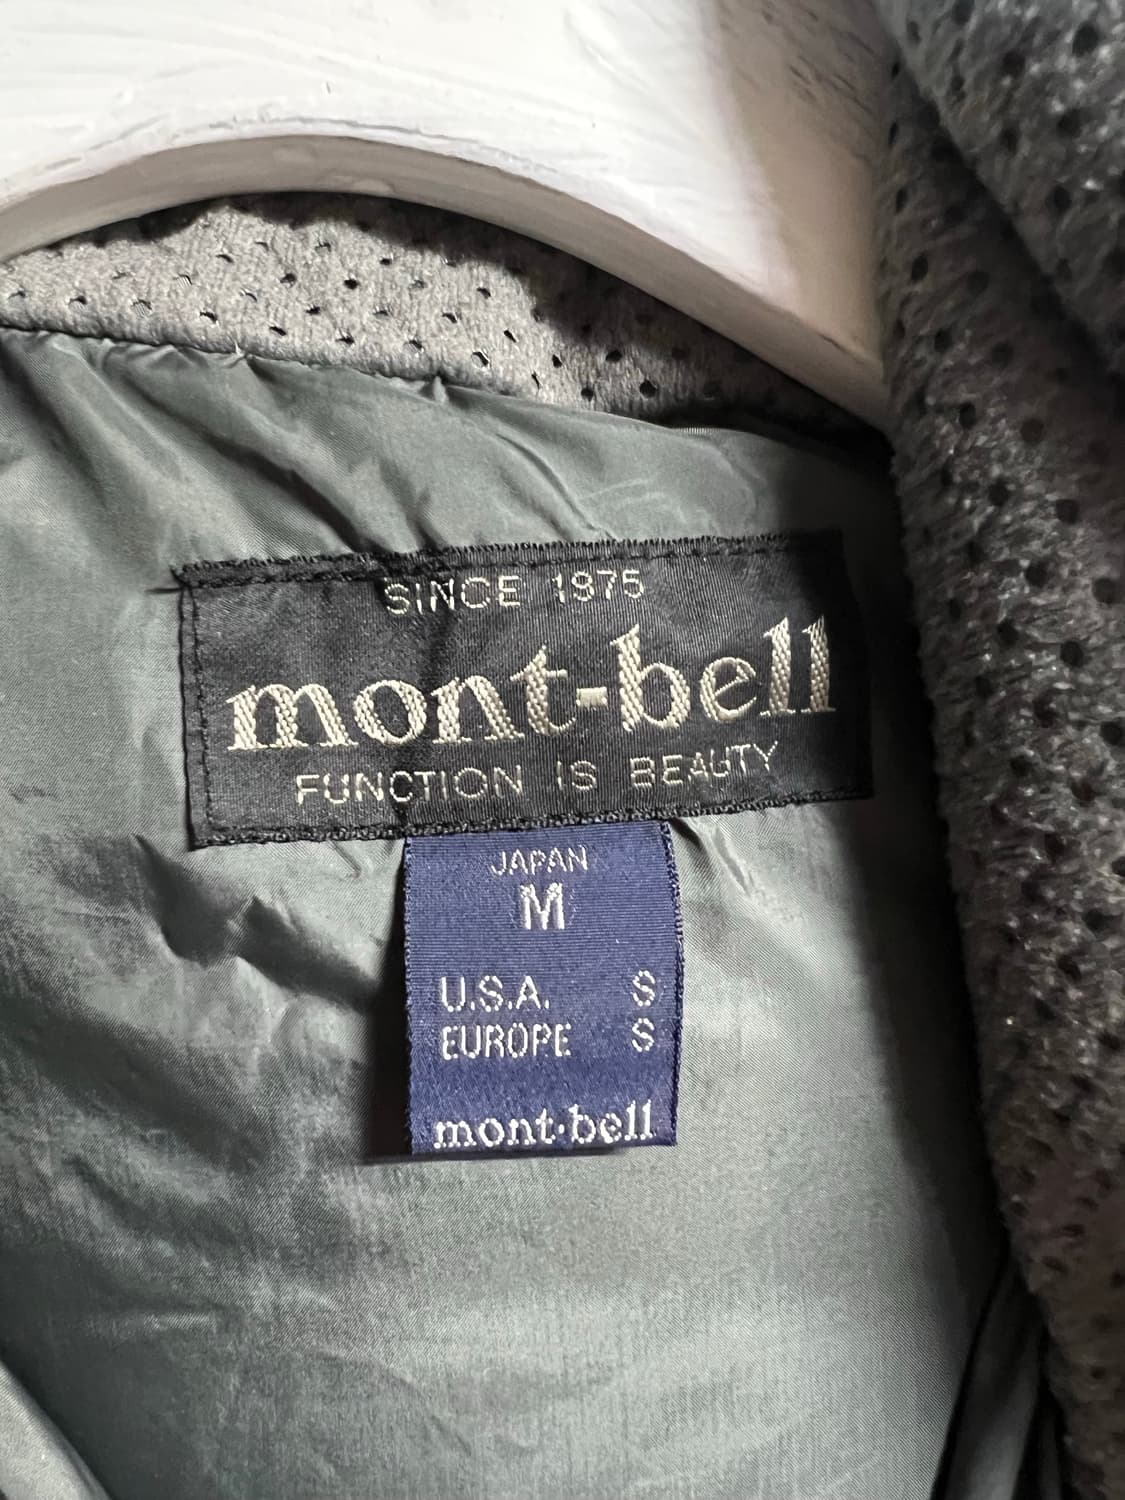 SINCE 1975
mont-bell
FUNCTION IS BEAUTY
JAPAN
M
U.S.A. S
EUROPE S
mont·bell